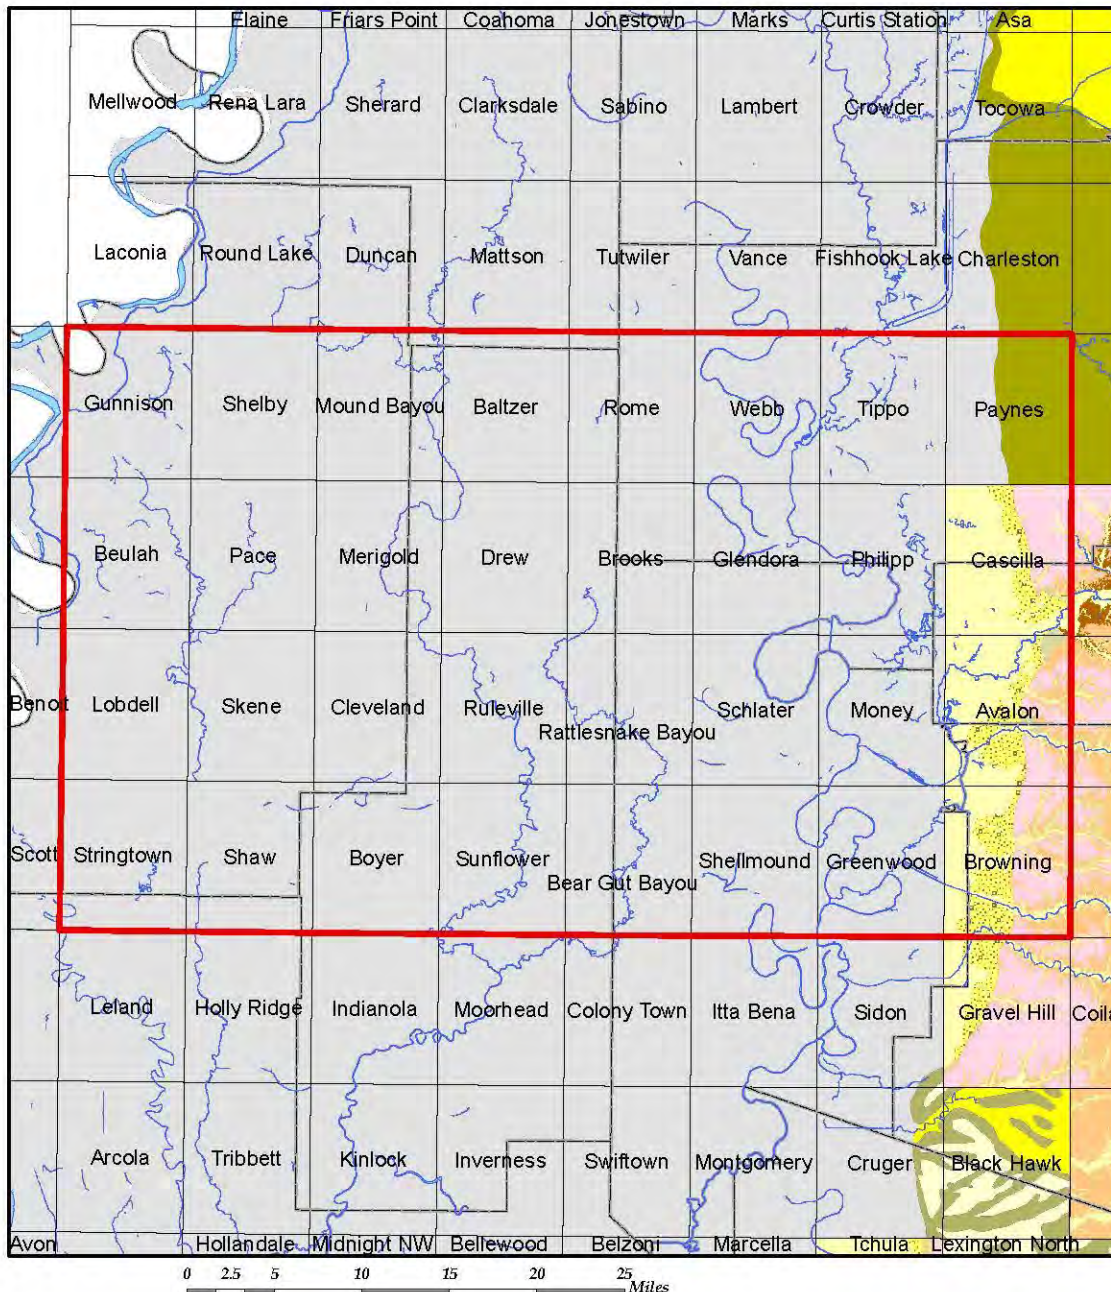 Elaine Friars Point Coahoma Jonestown Marks Curtis Station Asa
Mellwood Rena Lara Sherard Clarksdale Sabino Lambert Crowder Tocowa
Laconia Round Lake Duncan Mattson Tutwiler Vance Fishhook Lake Charleston
Gunnison Shelby Mound Bayou Baltzer Rome Webb Tippo Paynes
Beulah Pace Merigold Drew Brooks Glendora Philipp Cascilla
Benoit Lobdell Skene Cleveland Ruleville Schlater Money Avalon
Rattlesnake Bayou
Scott Stringtown Shaw Boyer Sunflower Shellmound Greenwood Browning
Bear Gut Bayou
Leland Holly Ridge Indianola Moorhead Colony Town Itta Bena Sidon Gravel Hill Coila
Arcola Tribbett Kinlock Inverness Swiftown Montgomery Cruger Black Hawk
Avon Hollandale Midnight NW Bellewood Belzoni Marcella Tchula Lexington North
0 2.5 5 10 15 20 25
Miles